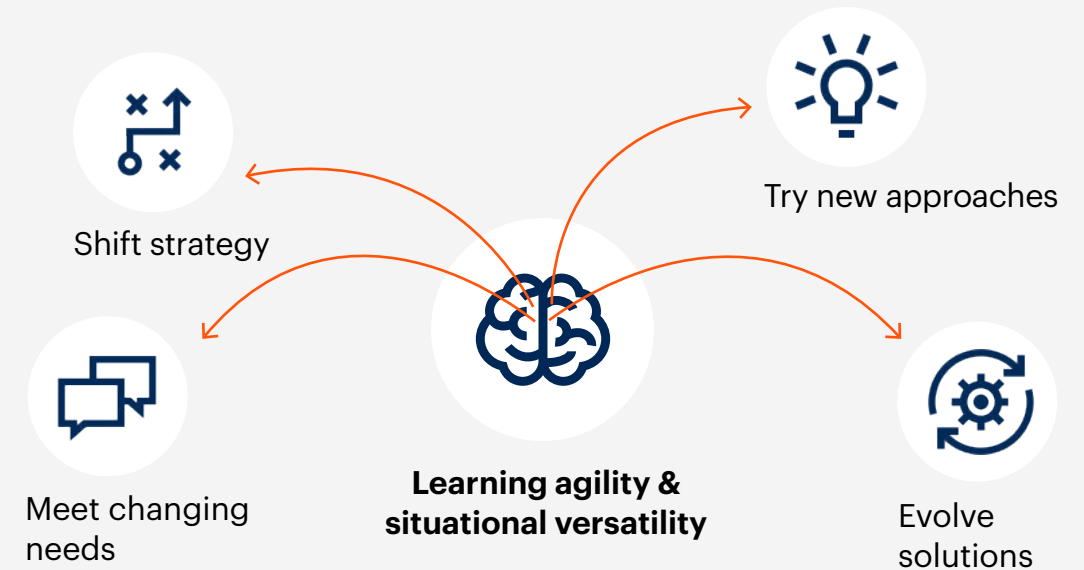 Try new approaches
Shift strategy
Learning agility &
situational versatility
Meet changing
needs
Evolve
solutions